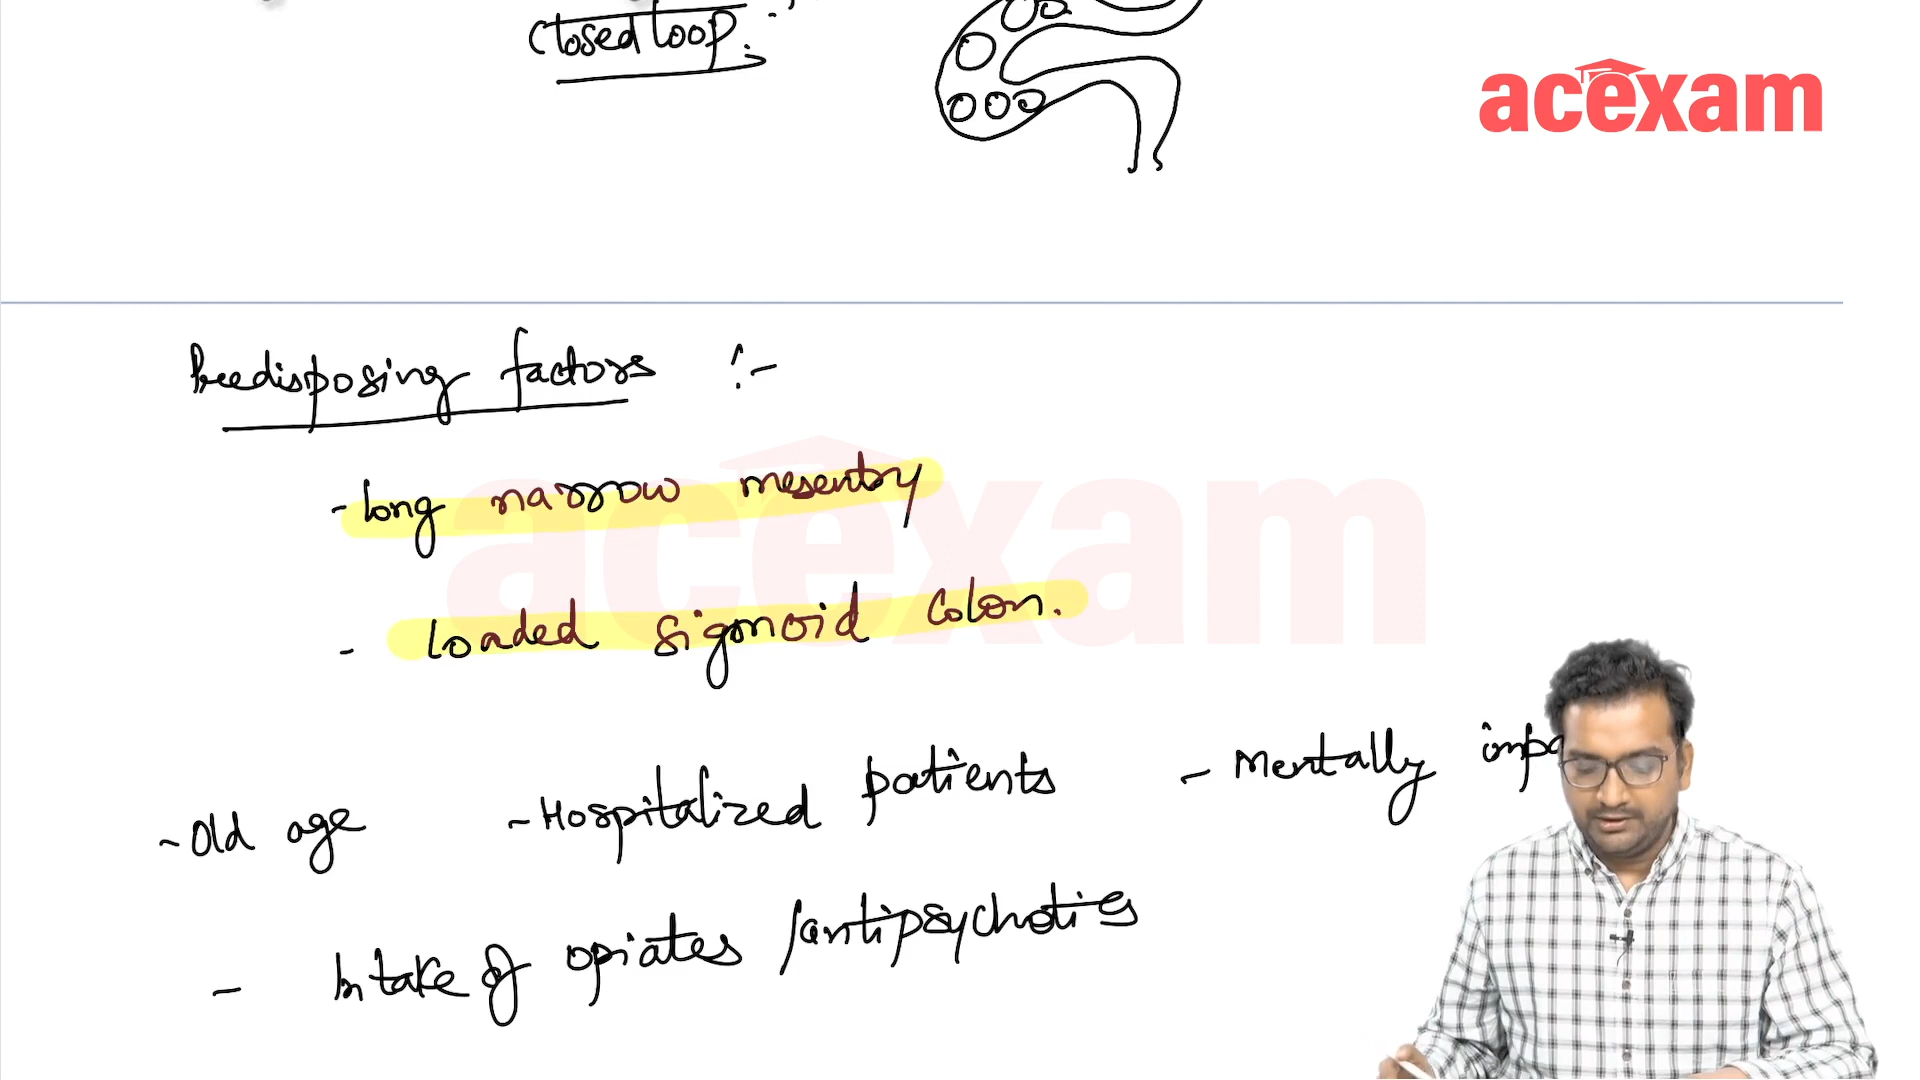 closed loop
acexam
Predisposing factors :-
- long narrow mesentry
- loaded sigmoid colon.
- Old age - Hospitalized patients - Mentally
- Intake of opiates /antipsychotics